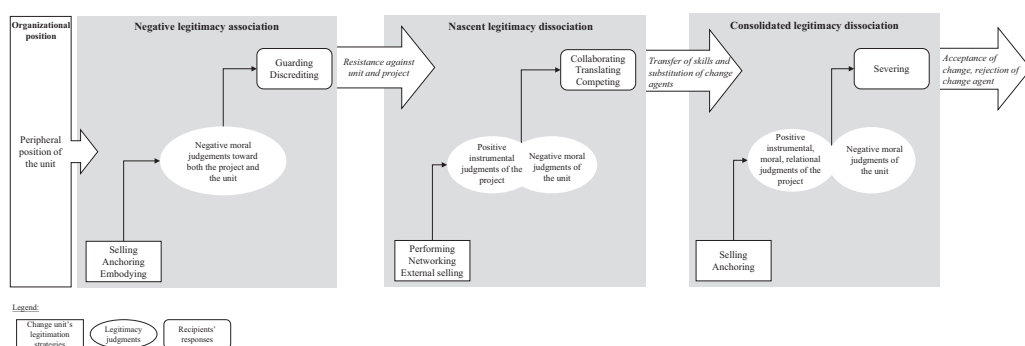 Organizational
position
Peripheral
position of
the unit
Negative legitimacy association
Guarding
Discrediting
Negative moral
judgements toward
both the project and
the unit
Selling
Anchoring
Embodying
Resistance against
unit and project
Nascent legitimacy dissociation
Collaborating
Translating
Competing
Positive
instrumental
judgments of the
project
Negative moral
judgments of
the unit
Performing
Networking
External selling
Transfer of skills and
substitution of change
agents
Consolidated legitimacy dissociation
Severing
Positive
instrumental,
moral, relational
judgments of the
project
Negative moral
judgments of
the unit
Selling
Anchoring
Acceptance of
change, rejection of
change agent
Legend:
Change unit's
legitimation
strategies
Legitimacy
judgments
Recipients'
responses